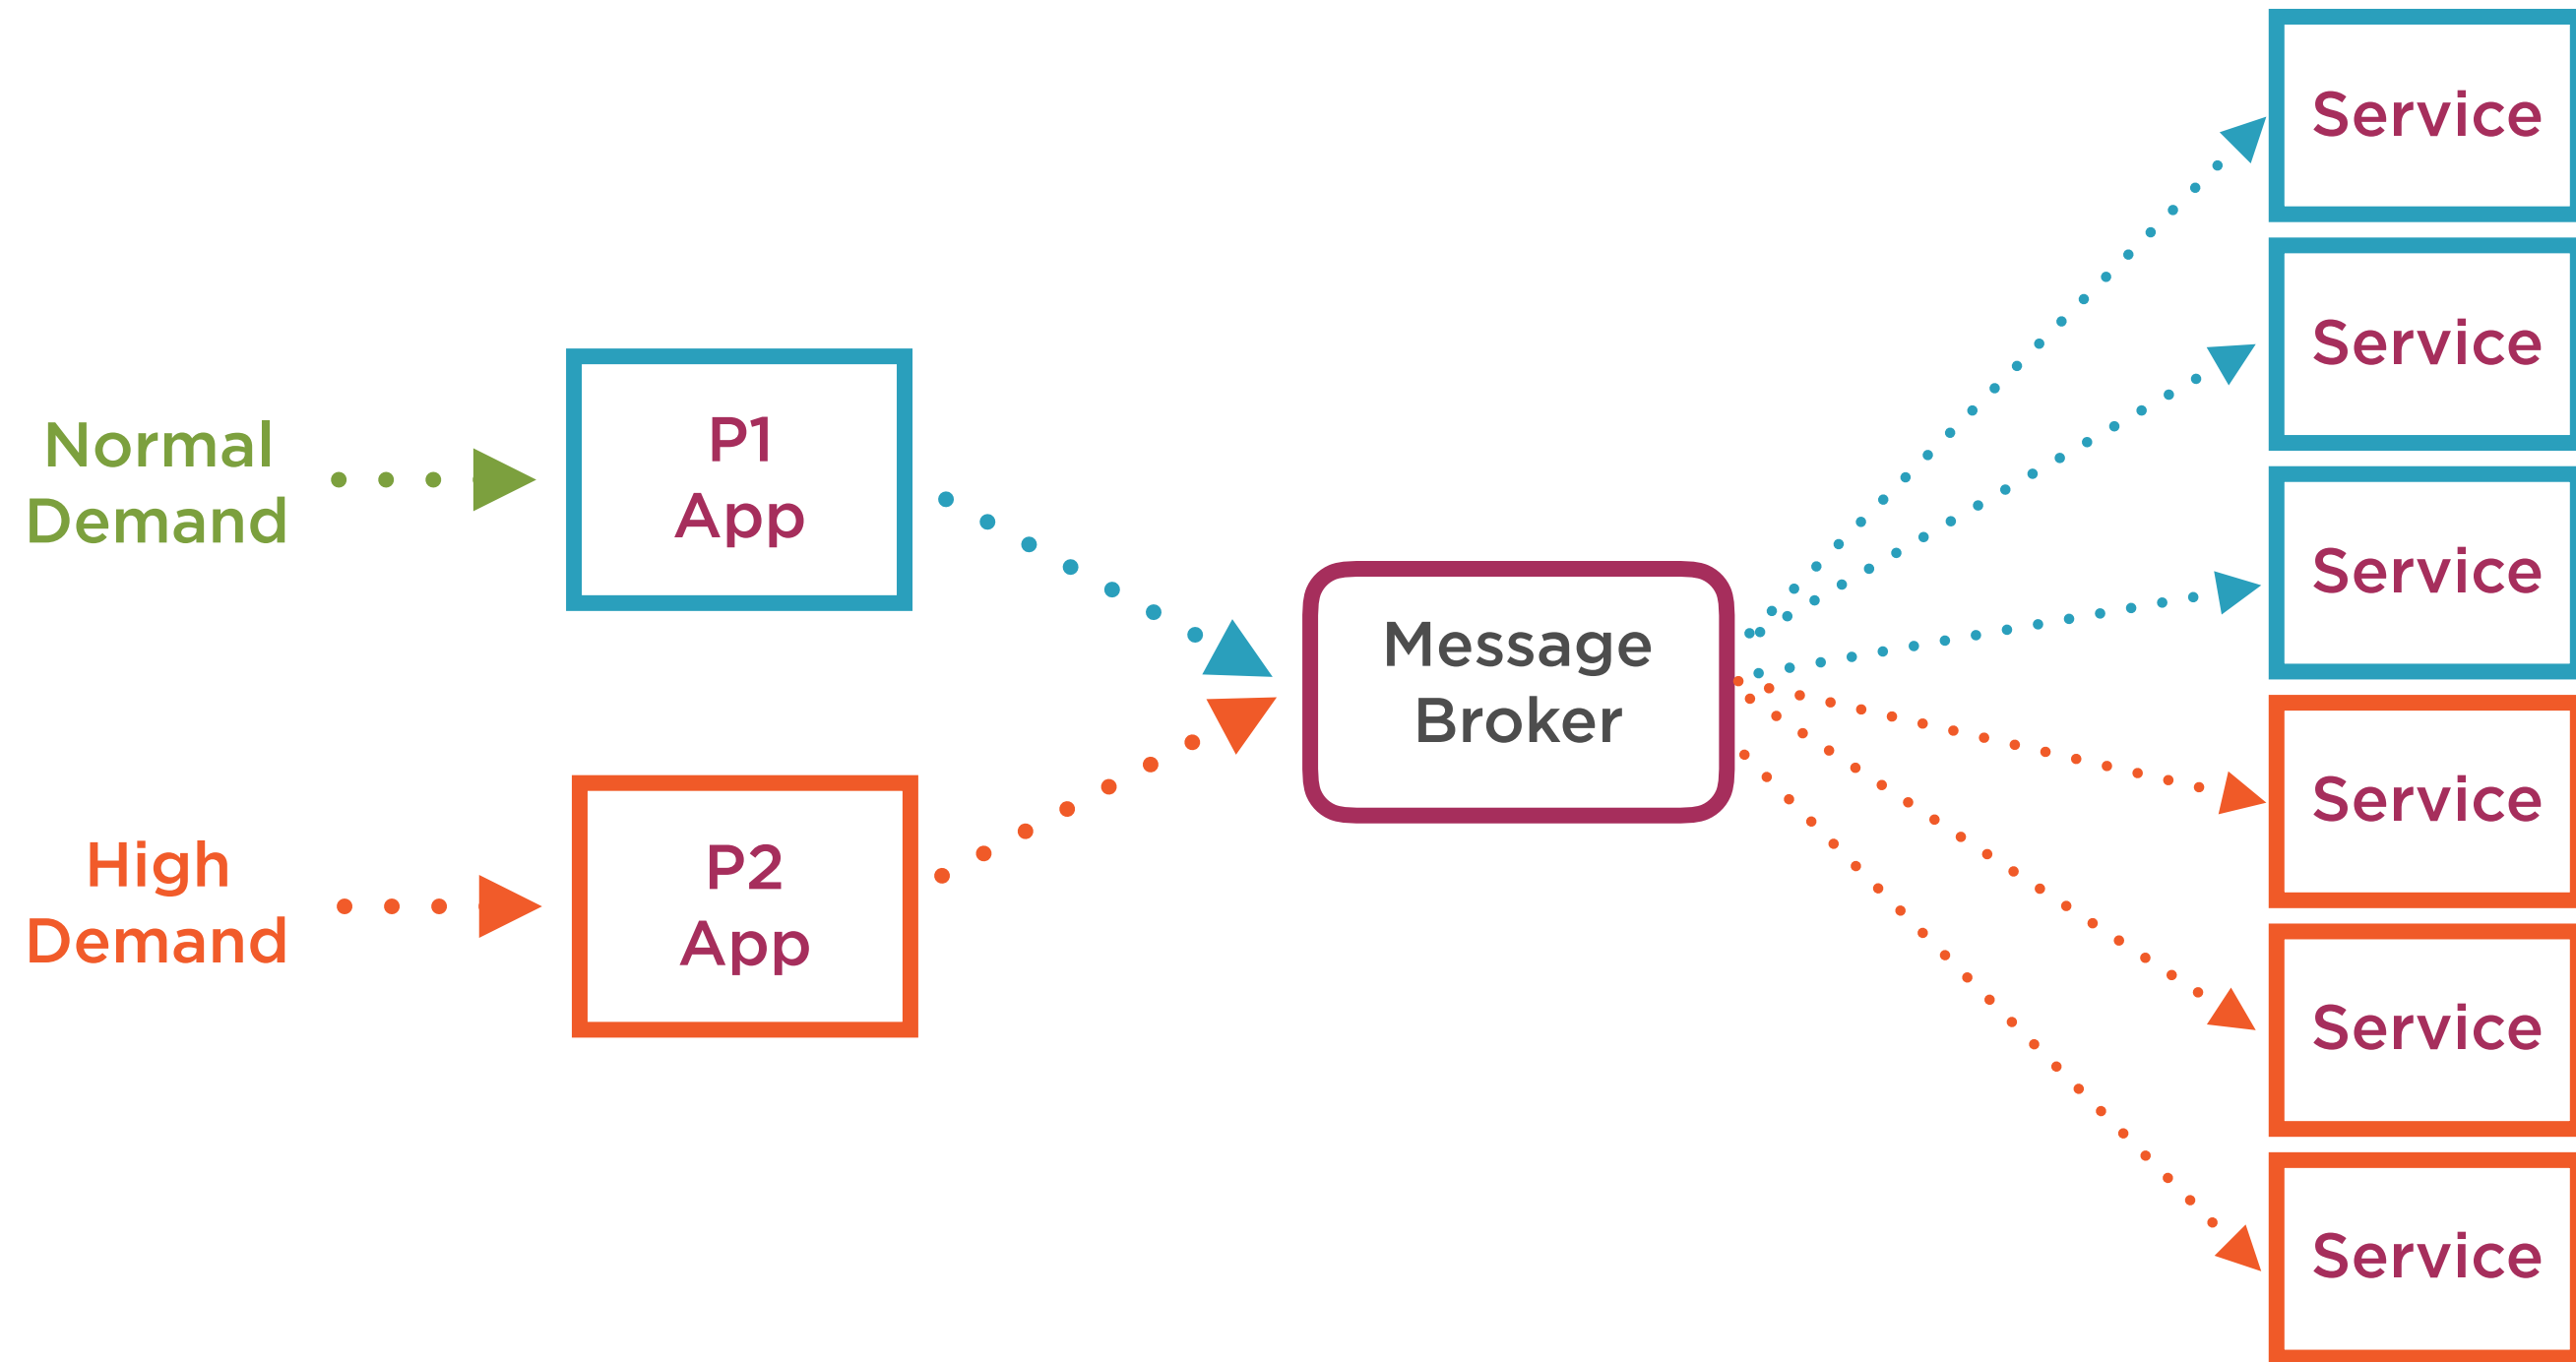 Normal
Demand
P1
App
High
Demand
P2
App
Message
Broker
Service
Service
Service
Service
Service
Service